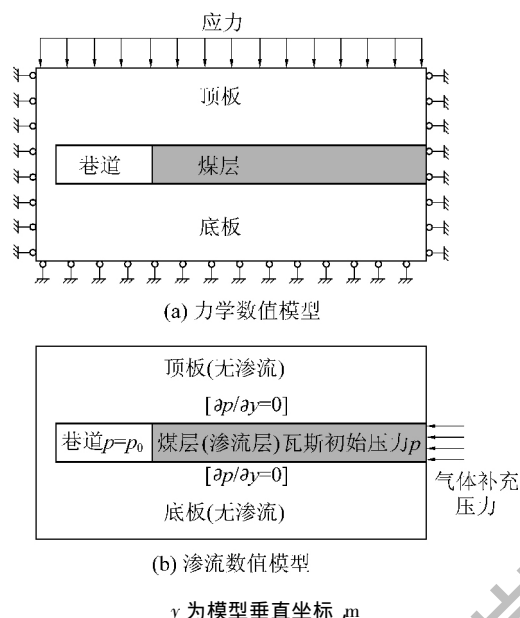 应力
顶板
巷道
煤层
底板
(a) 力学数值模型
顶板(无渗流)
[∂p/∂y=0]
巷道p=p₀
煤层(渗流层)瓦斯初始压力p
[∂p/∂y=0]
气体补充
压力
底板(无渗流)
(b) 渗流数值模型
y 为模型垂直坐标 ,m